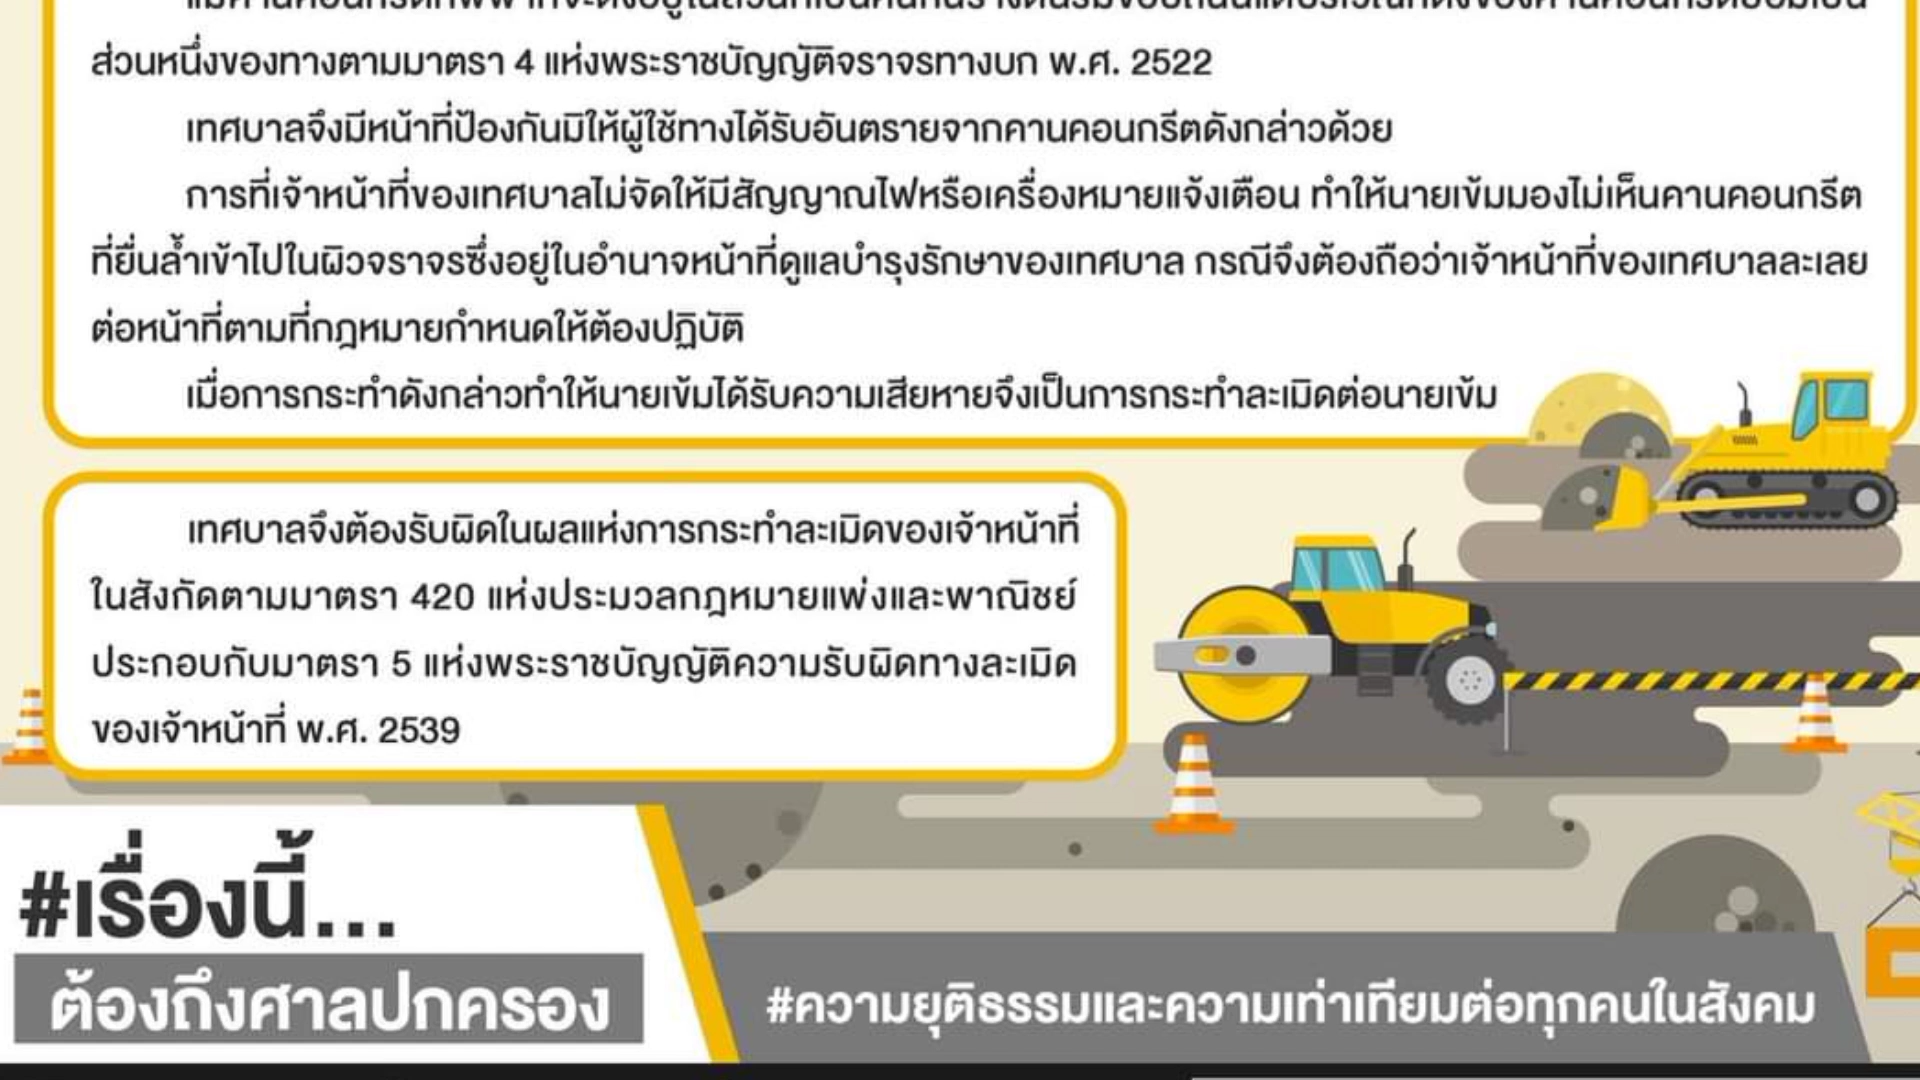 ส่วนหนึ่งของทางตามมาตรา 4 แห่งพระราชบัญญัติจราจรทางบก พ.ศ. 2522
เทศบาลจึงมีหน้าที่ป้องกันมิให้ผู้ใช้ทางได้รับอันตรายจากคานคอนกรีตดังกล่าวด้วย
การที่เจ้าหน้าที่ของเทศบาลไม่จัดให้มีสัญญาณไฟหรือเครื่องหมายแจ้งเตือน ทำให้นายเข้มมองไม่เห็นคานคอนกรีต
ที่ยื่นล้ำเข้าไปในผิวจราจรซึ่งอยู่ในอำนาจหน้าที่ดูแลบำรุงรักษาของเทศบาล กรณีจึงต้องถือว่าเจ้าหน้าที่ของเทศบาลละเลย
ต่อหน้าที่ตามที่กฎหมายกำหนดให้ต้องปฏิบัติ
เมื่อการกระทำดังกล่าวทำให้นายเข้มได้รับความเสียหายจึงเป็นการกระทำละเมิดต่อนายเข้ม
เทศบาลจึงต้องรับผิดในผลแห่งการกระทำละเมิดของเจ้าหน้าที่
ในสังกัดตามมาตรา 420 แห่งประมวลกฎหมายแพ่งและพาณิชย์
ประกอบกับมาตรา 5 แห่งพระราชบัญญัติความรับผิดทางละเมิด
ของเจ้าหน้าที่ พ.ศ. 2539
#เรื่องนี้...
ต้องถึงศาลปกครอง
#ความยุติธรรมและความเท่าเทียมต่อทุกคนในสังคม